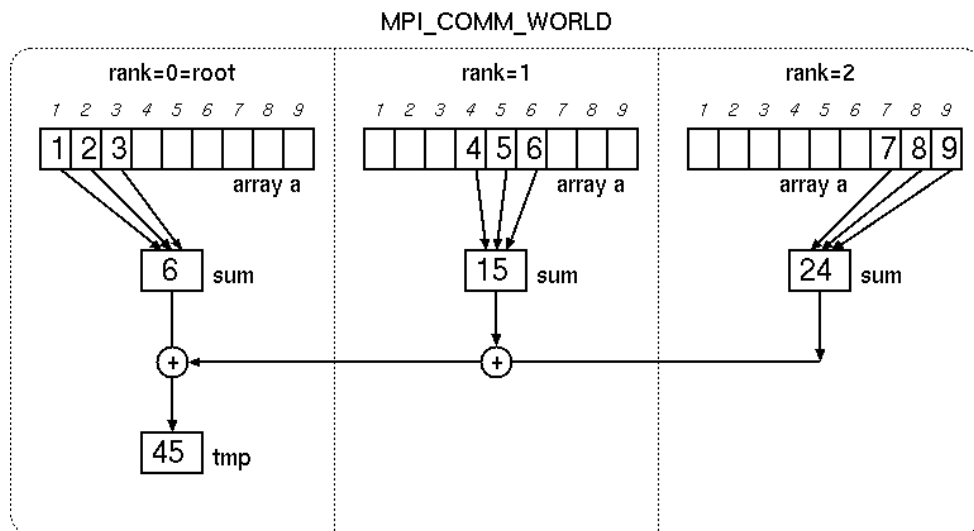 MPI_COMM_WORLD
rank=0=root rank=1 rank=2
1 2 3 4 5 6 7 8 9 1 2 3 4 5 6 7 8 9 1 2 3 4 5 6 7 8 9
1 2 3 4 5 6 7 8 9
array a array a array a
6 sum 15 sum 24 sum
+ +
45 tmp